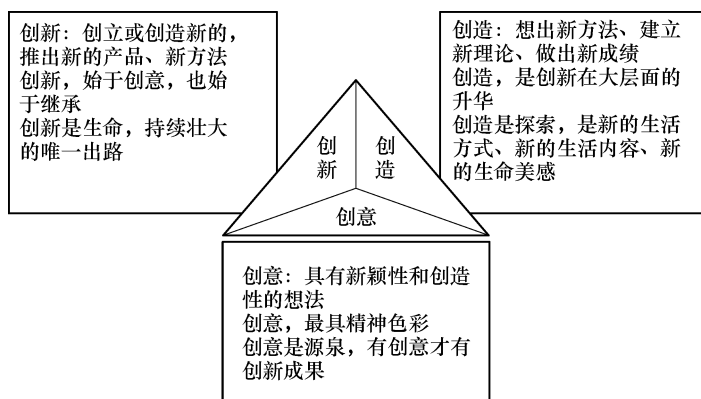 创新：创立或创造新的，
推出新的产品、新方法
创新，始于创意，也始
于继承
创新是生命，持续壮大
的唯一出路
创造：想出新方法、建立
新理论、做出新成绩
创造，是创新在大层面的
升华
创造是探索，是新的生活
方式、新的生活内容、新
的生命美感
创新
创造
创意
创意：具有新颖性和创造
性的想法
创意，最具精神色彩
创意是源泉，有创意才有
创新成果